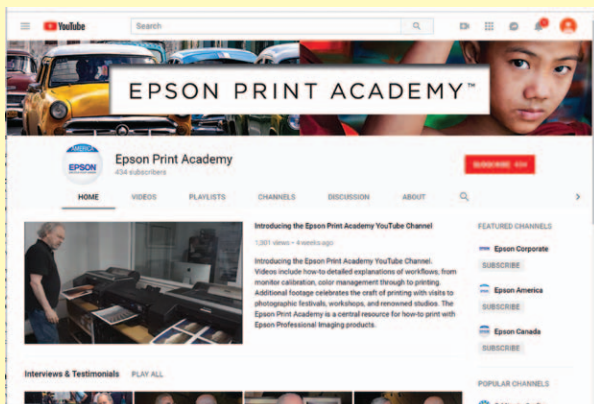 YouTube
Search
EPSON PRINT ACADEMY™
AMERICA
EPSON
Epson Print Academy
434 subscribers
SUBSCRIBE 434
HOME VIDEOS PLAYLISTS CHANNELS DISCUSSION ABOUT
Introducing the Epson Print Academy YouTube Channel
1,001 views • 4 weeks ago
Introducing the Epson Print Academy YouTube Channel.
Videos include how-to detailed explanations of workflows, from
monitor calibration, color management through to printing.
Additional footage celebrates the craft of printing with visits to
photographic festivals, workshops, and renowned studios. The
Epson Print Academy is a central resource for how-to print with
Epson Professional Imaging products.
FEATURED CHANNELS
Epson Corporate
SUBSCRIBE
Epson America
SUBSCRIBE
Epson Canada
SUBSCRIBE
Interviews & Testimonials PLAY ALL
POPULAR CHANNELS